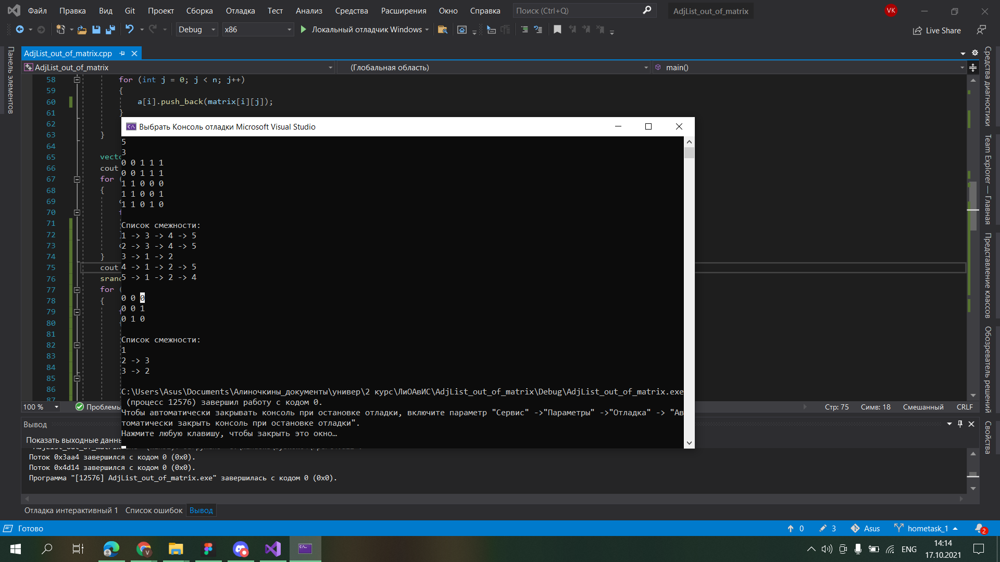 Файл Правка Вид Git Проект Сборка Отладка Тест Анализ Средства Расширения Окно Справка Поиск (Ctrl+Q) AdjList_out_of_matrix VK
Debug x86 Локальный отладчик Windows Live Share
Панель элементов
AdjList_out_of_matrix.cpp
AdjList_out_of_matrix (Глобальная область) main()
58 for (int j = 0; j < n; j++)
59 {
60 a[i].push_back(matrix[i][j]);
61 }
62
63 }
64
65 vecto
66 cout
67 for (
68 {
69
70
71
72
73
74 }
75 cout
76 sranc
77 for (
78 {
79
80
81
82
83
84
85
86
87
Выбрать Консоль отладки Microsoft Visual Studio
5
3
0 0 1 1 1
0 0 1 1 1
1 1 0 0 0
1 1 0 0 1
1 1 0 1 0
Список смежности:
1 -> 3 -> 4 -> 5
2 -> 3 -> 4 -> 5
3 -> 1 -> 2
4 -> 1 -> 2 -> 5
5 -> 1 -> 2 -> 4
0 0 0
0 0 1
0 1 0
Список смежности:
1
2 -> 3
3 -> 2
C:\Users\Asus\Documents\Алиночкины_документы\универ\2 курс\ЛиОАвИС\AdjList_out_of_matrix\Debug\AdjList_out_of_matrix.exe
(процесс 12576) завершил работу с кодом 0.
Чтобы автоматически закрывать консоль при остановке отладки, включите параметр "Сервис" ->"Параметры" ->"Отладка" -> "Ав
томатически закрыть консоль при остановке отладки".
Нажмите любую клавишу, чтобы закрыть это окно…
Средства диагностики
Team Explorer — Главная
Представление классов
Обозреватель решений
Свойства
100 % Проблемы Стр: 75 Симв: 18 Смешанный CRLF
Вывод
Показать выходные данны
Поток 0x3aa4 завершился с кодом 0 (0x0).
Поток 0x4d14 завершился с кодом 0 (0x0).
Программа "[12576] AdjList_out_of_matrix.exe" завершилась с кодом 0 (0x0).
Отладка интерактивный 1 Список ошибок Вывод
Готово 0 3 Asus hometask_1 2
ENG 14:14
17.10.2021